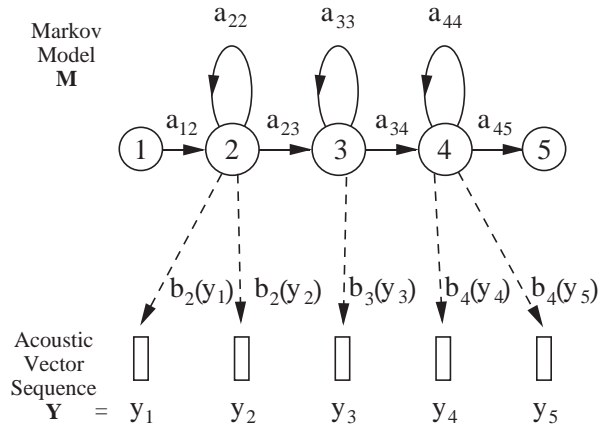 Markov
Model
M
a22 a33 a44
a12 a23 a34 a45
1 2 3 4 5
b2(y1) b2(y2) b3(y3) b4(y4) b4(y5)
Acoustic
Vector
Sequence
Y = y1 y2 y3 y4 y5